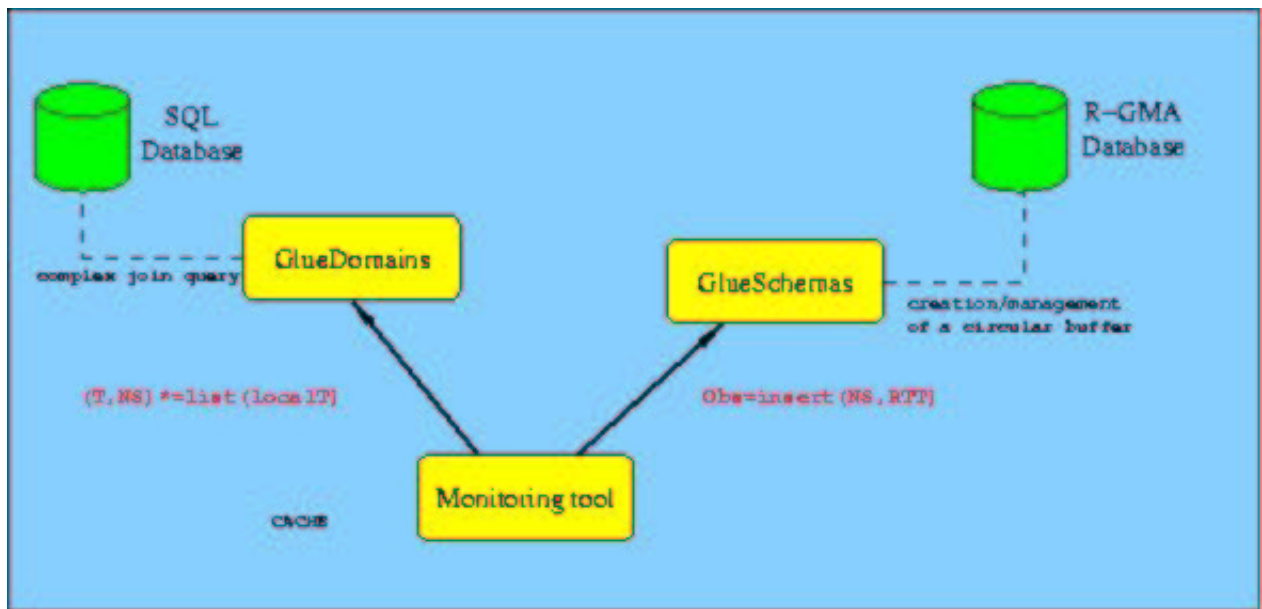 SQL
Database
R-GMA
Database
GlueDomains
complex join query
GlueSchemas
creation/management
of a circular buffer
(T,NS)*=list(localT)
Obs=insert(NS,RTT)
Monitoring tool
CACHE